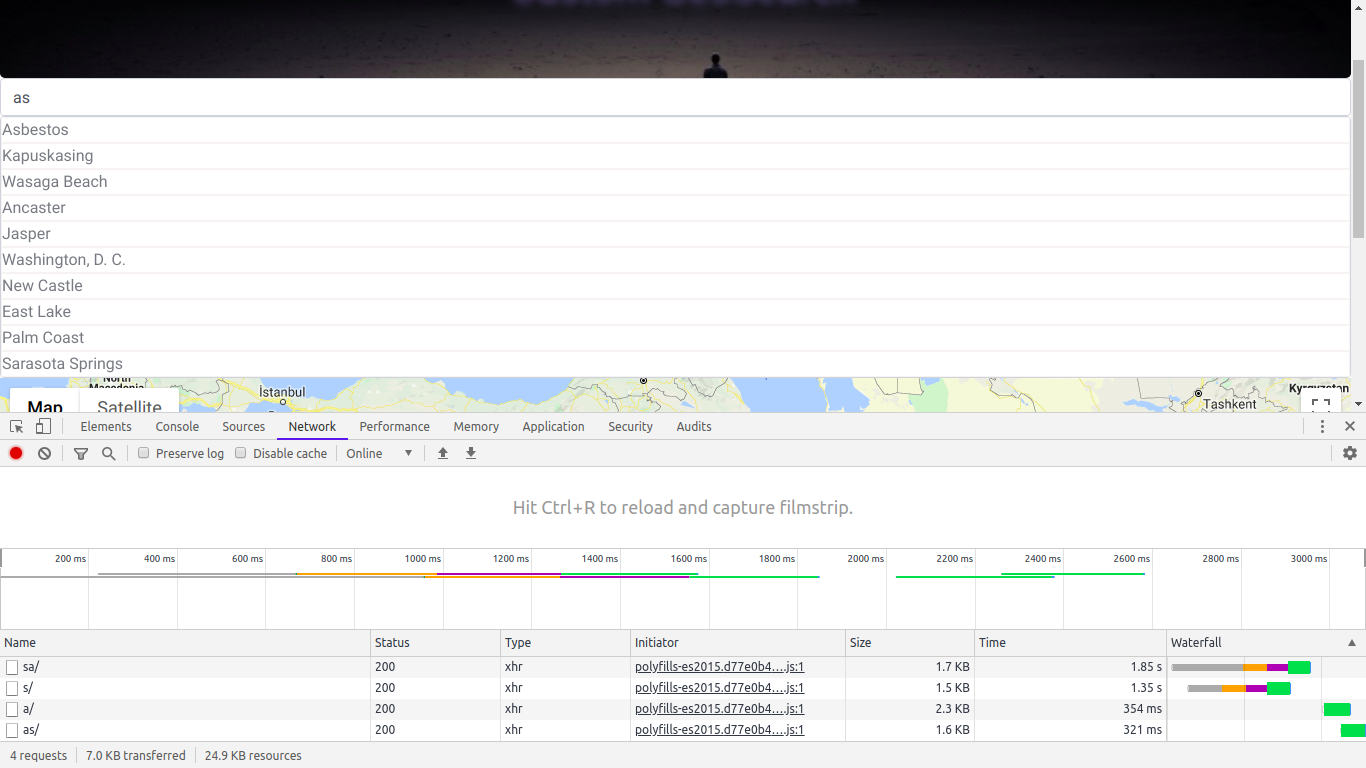 as
Asbestos
Kapuskasing
Wasaga Beach
Ancaster
Jasper
Washington, D. C.
New Castle
East Lake
Palm Coast
Sarasota Springs
North
Macedonia
İstanbul
Kyrgyzstan
Tashkent
Map Satellite
Elements Console Sources Network Performance Memory Application Security Audits
Preserve log Disable cache Online
Hit Ctrl+R to reload and capture filmstrip.
200 ms 400 ms 600 ms 800 ms 1000 ms 1200 ms 1400 ms 1600 ms 1800 ms 2000 ms 2200 ms 2400 ms 2600 ms 2800 ms 3000 ms
Name Status Type Initiator Size Time Waterfall
sa/ 200 xhr polyfills-es2015.d77e0b4….js:1 1.7 KB 1.85 s
s/ 200 xhr polyfills-es2015.d77e0b4….js:1 1.5 KB 1.35 s
a/ 200 xhr polyfills-es2015.d77e0b4….js:1 2.3 KB 354 ms
as/ 200 xhr polyfills-es2015.d77e0b4….js:1 1.6 KB 321 ms
4 requests 7.0 KB transferred 24.9 KB resources